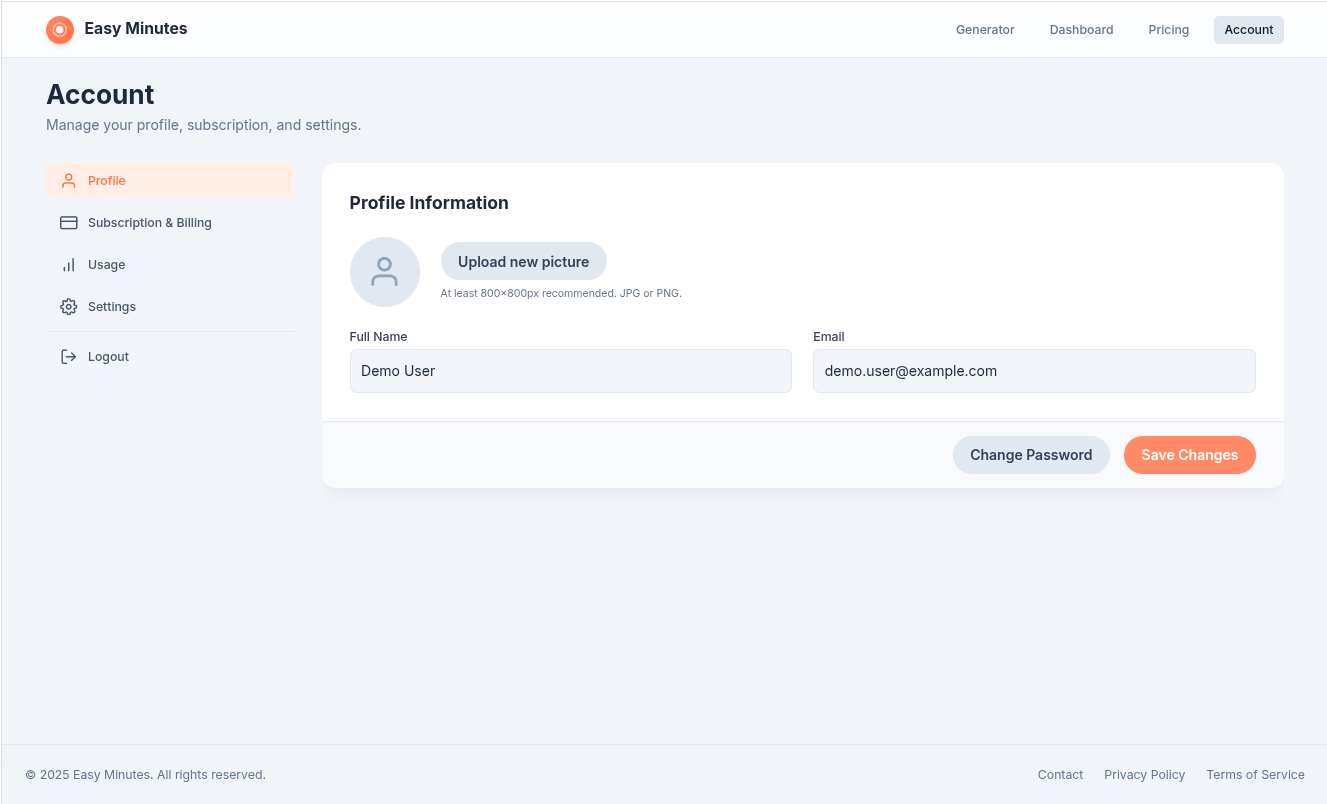 Easy Minutes
Generator
Dashboard
Pricing
Account
Account
Manage your profile, subscription, and settings.
Profile
Subscription & Billing
Usage
Settings
Logout
Profile Information
Upload new picture
At least 800×800px recommended. JPG or PNG.
Full Name
Demo User
Email
demo.user@example.com
Change Password
Save Changes
© 2025 Easy Minutes. All rights reserved.
Contact
Privacy Policy
Terms of Service